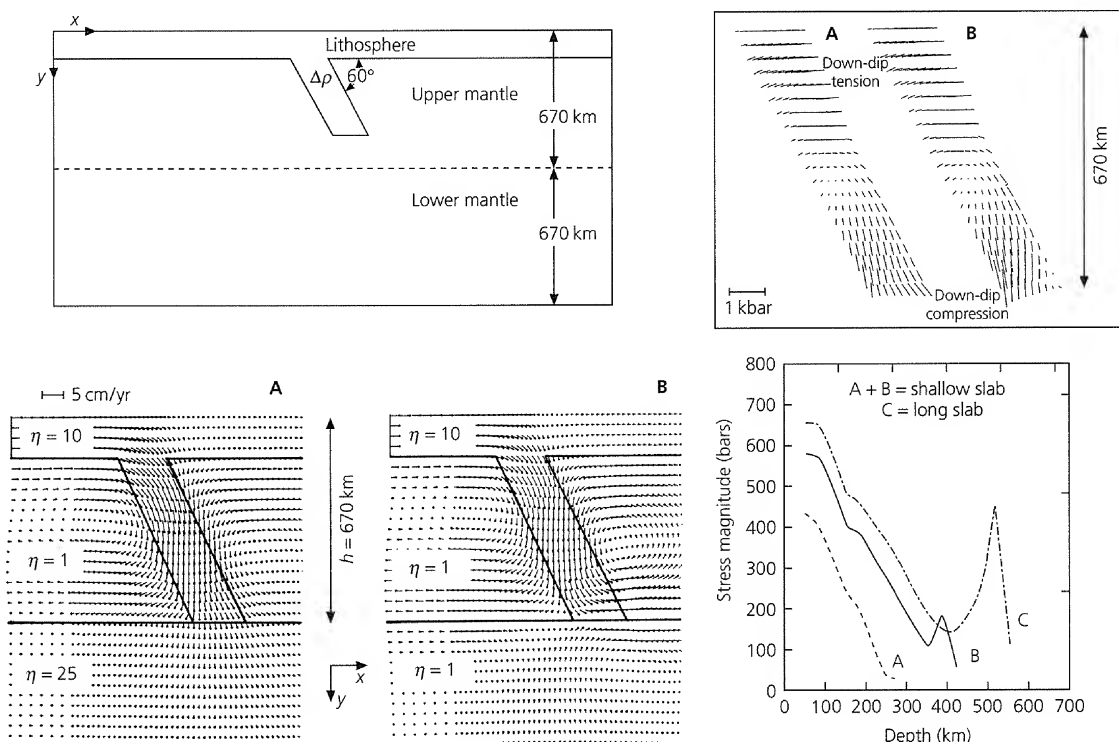 x
y
Lithosphere
Δρ
60°
Upper mantle
670 km
Lower mantle
670 km
A
B
Down-dip
tension
670 km
Down-dip
compression
1 kbar
5 cm/yr
A
η = 10
η = 1
η = 25
h = 670 km
x
y
B
η = 10
η = 1
η = 1
800
700
600
500
400
300
200
100
0
Stress magnitude (bars)
A + B = shallow slab
C = long slab
A
B
C
0 100 200 300 400 500 600 700
Depth (km)